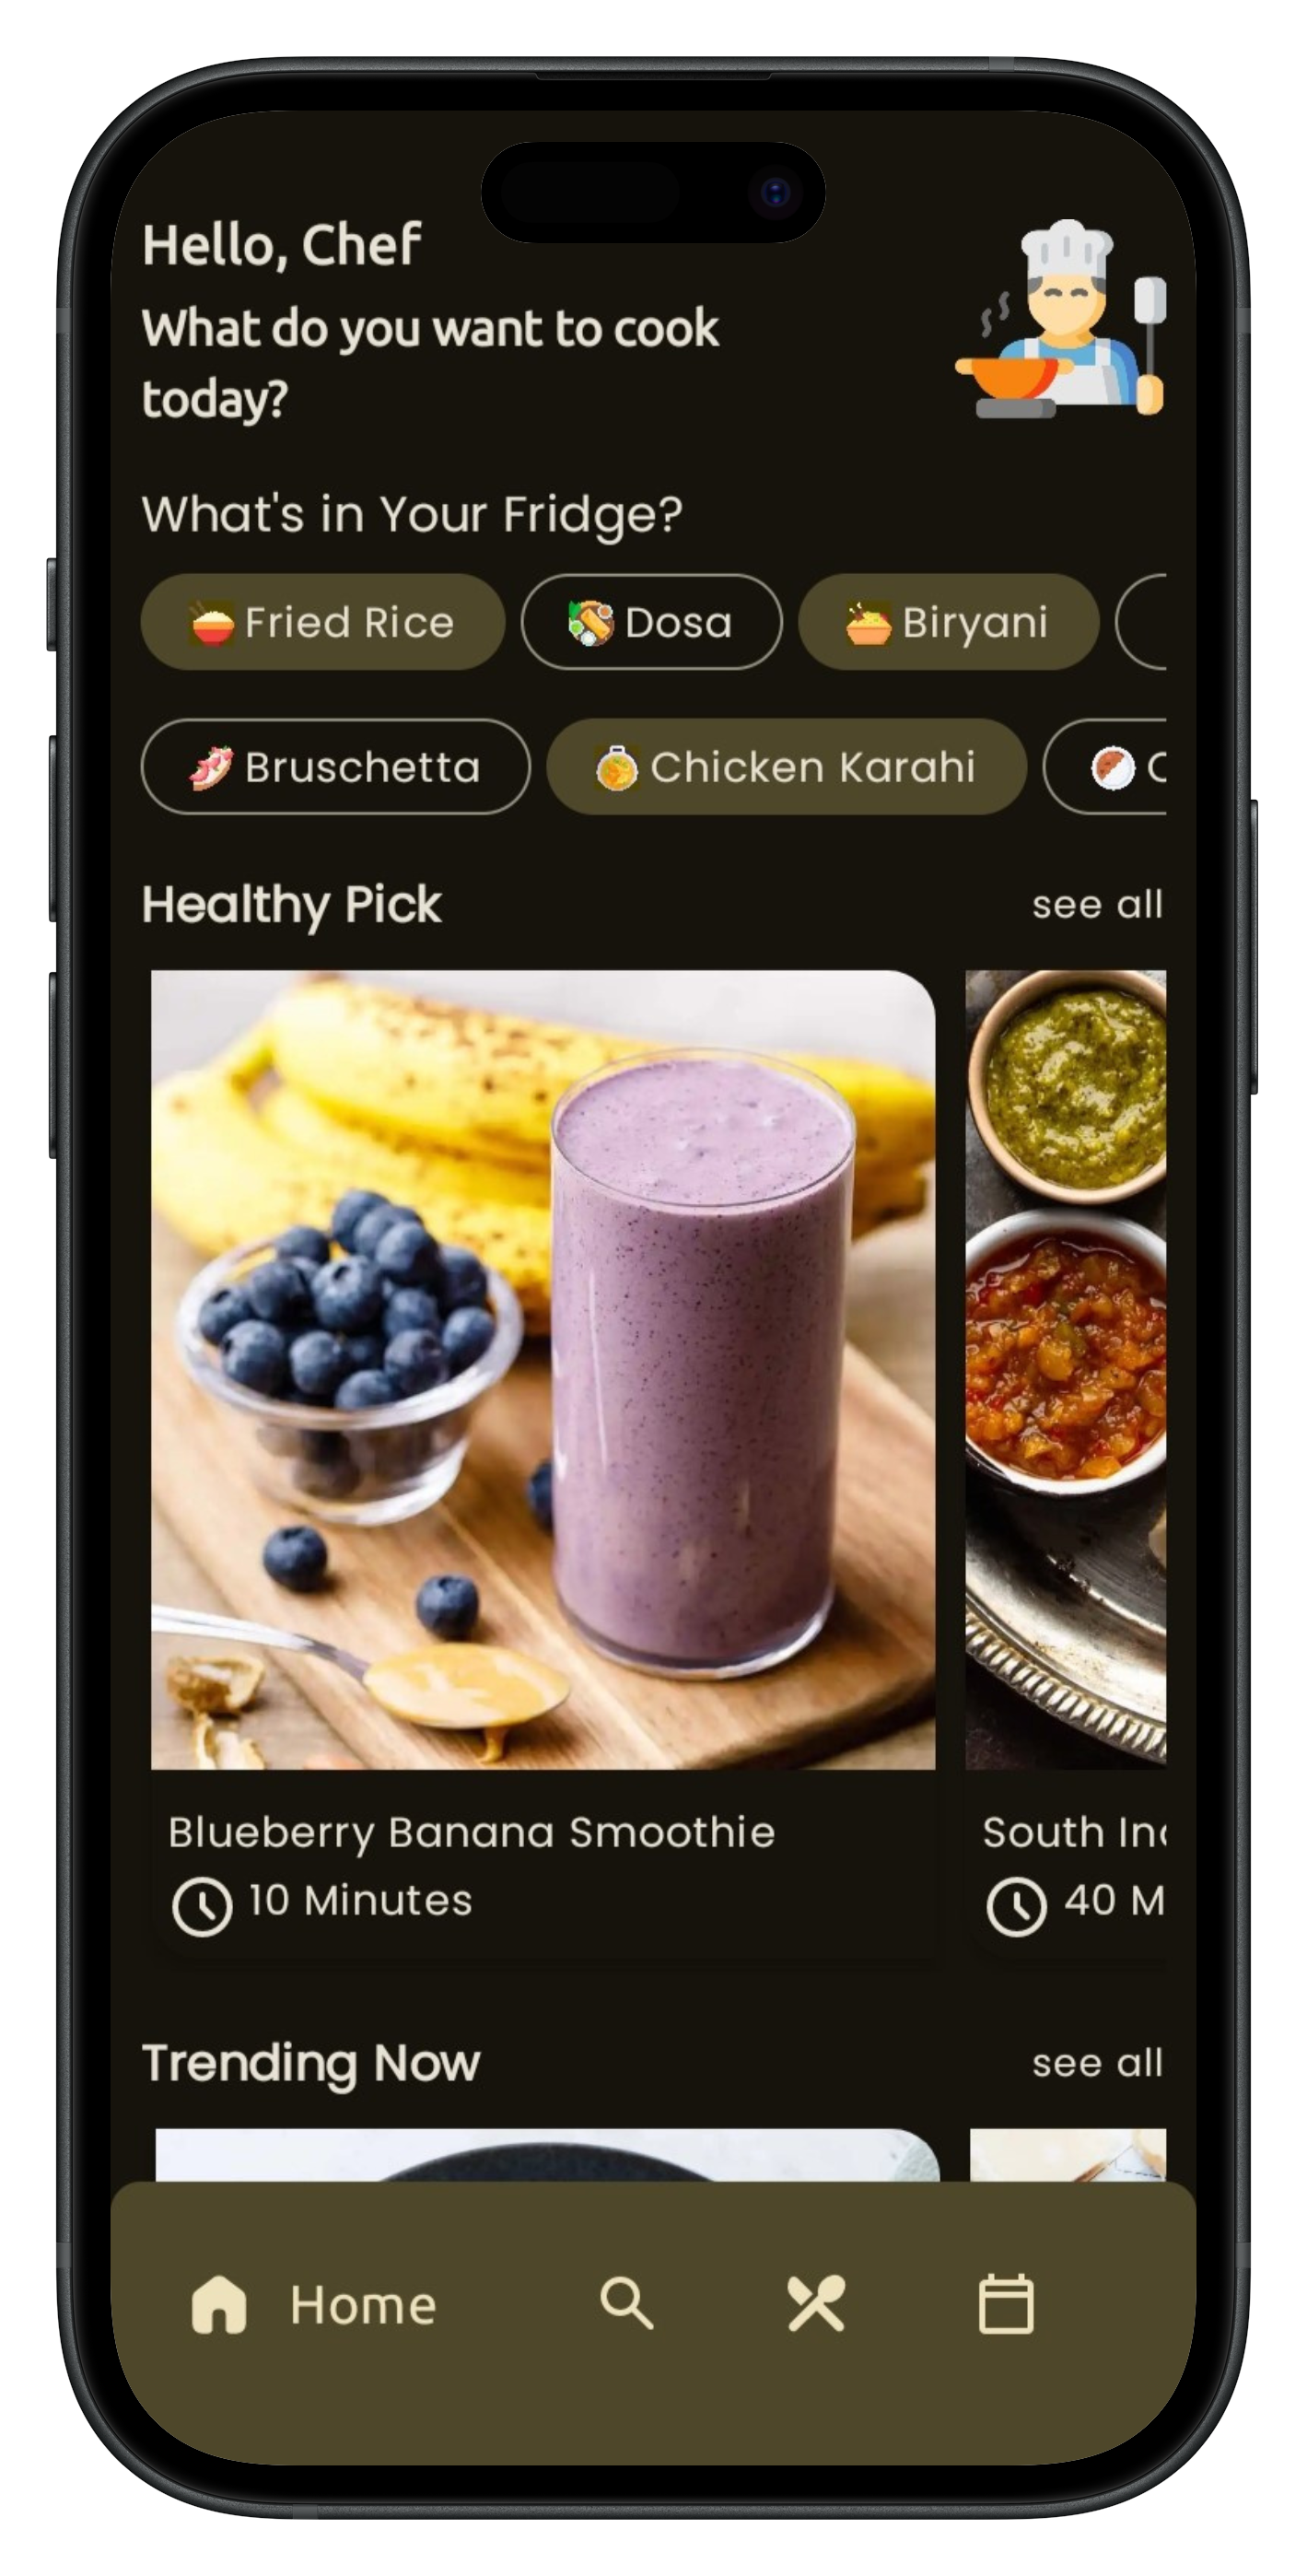 Hello, Chef
What do you want to cook
today?
What's in Your Fridge?
Fried Rice
Dosa
Biryani
Bruschetta
Chicken Karahi
Healthy Pick
see all
Blueberry Banana Smoothie
10 Minutes
South
40
Trending Now
see all
Home